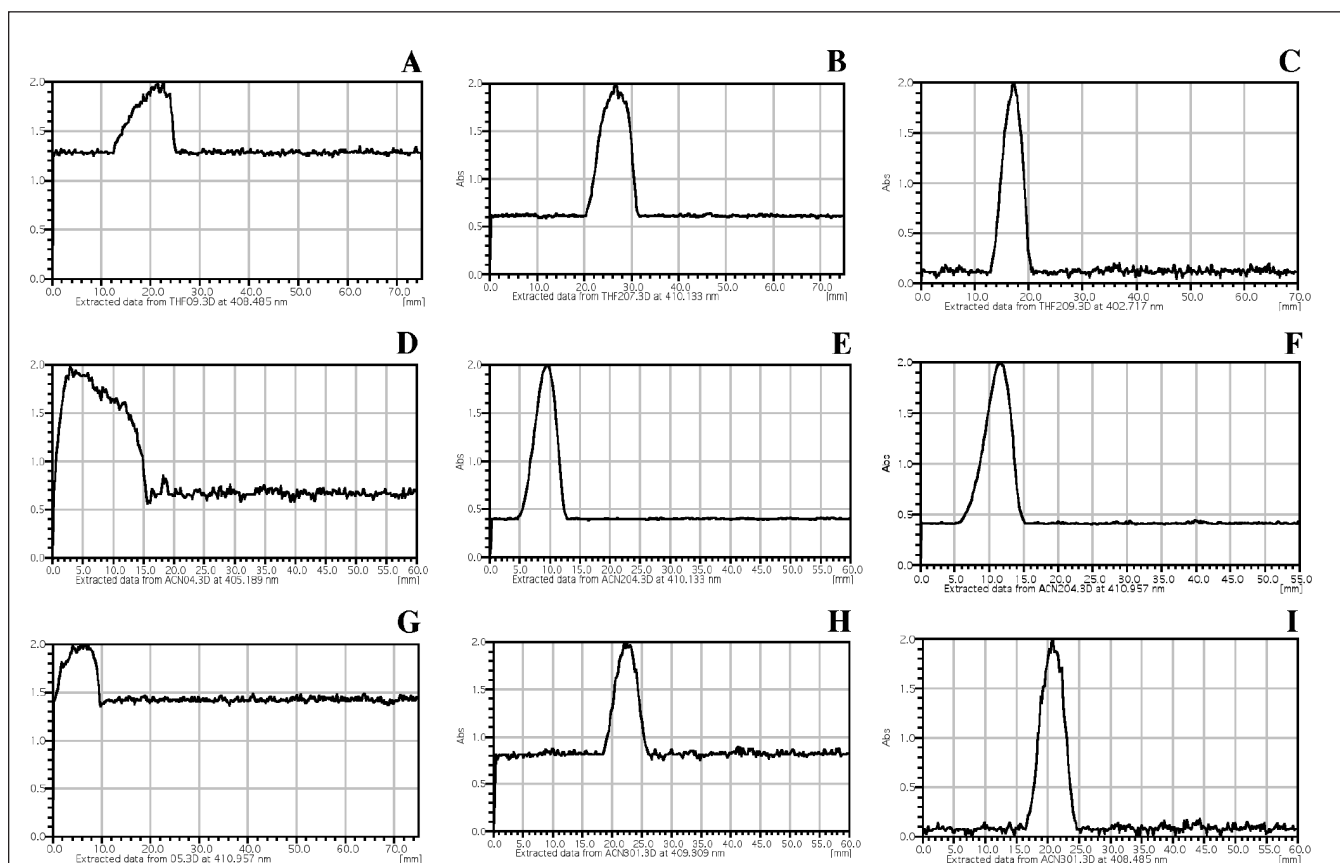 A
2.0
1.5
1.0
0.5
0.0
0.0 10.0 20.0 30.0 40.0 50.0 60.0 70.0
Extracted data from THF09.3D at 408.485 nm [mm]
B
Abs
2.0
1.5
1.0
0.5
0.0
0.0 10.0 20.0 30.0 40.0 50.0 60.0 70.0
Extracted data from THF207.3D at 410.133 nm [mm]
C
Abs
2.0
1.5
1.0
0.5
0.0
0.0 10.0 20.0 30.0 40.0 50.0 60.0 70.0
Extracted data from THF209.3D at 402.717 nm [mm]
D
2.0
1.5
1.0
0.5
0.0
0.0 5.0 10.0 15.0 20.0 25.0 30.0 35.0 40.0 45.0 50.0 55.0 60.0
Extracted data from ACN04.3D at 405.189 nm [mm]
E
Abs
2.0
1.5
1.0
0.5
0.0
0.0 5.0 10.0 15.0 20.0 25.0 30.0 35.0 40.0 45.0 50.0 55.0 60.0
Extracted data from ACN204.3D at 410.133 nm [mm]
F
Abs
2.0
1.5
1.0
0.5
0.0
0.0 5.0 10.0 15.0 20.0 25.0 30.0 35.0 40.0 45.0 50.0 55.0
Extracted data from ACN204.3D at 410.957 nm [mm]
G
2.0
1.5
1.0
0.5
0.0
0.0 10.0 20.0 30.0 40.0 50.0 60.0 70.0
Extracted data from D5.3D at 410.957 nm [mm]
H
Abs
2.0
1.5
1.0
0.5
0.0
0.0 5.0 10.0 15.0 20.0 25.0 30.0 35.0 40.0 45.0 50.0 55.0 60.0
Extracted data from ACN301.3D at 409.309 nm [mm]
I
Abs
2.0
1.5
1.0
0.5
0.0
0.0 5.0 10.0 15.0 20.0 25.0 30.0 35.0 40.0 45.0 50.0 55.0 60.0
Extracted data from ACN301.3D at 408.485 nm [mm]